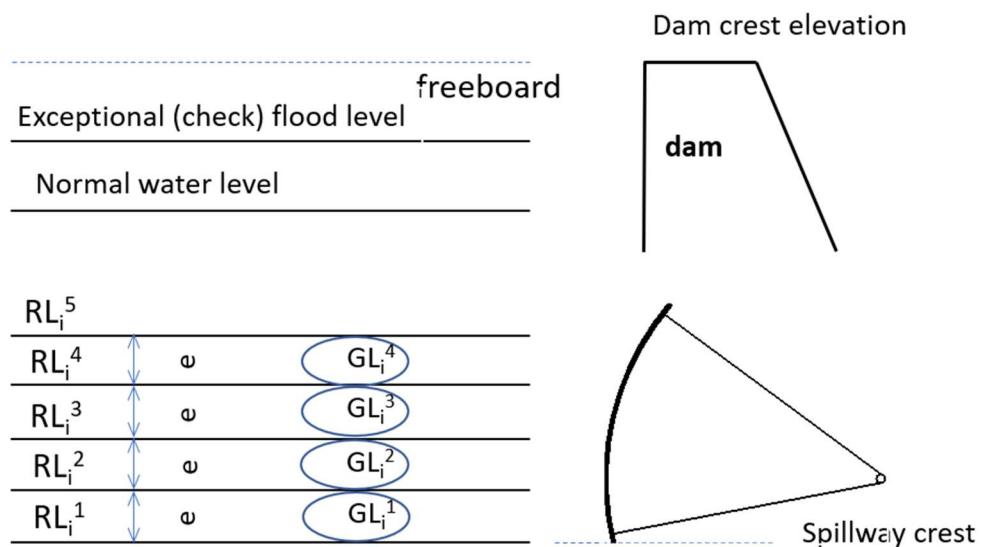 Dam crest elevation
freeboard
Exceptional (check) flood level
dam
Normal water level
RLᵢ⁵
RLᵢ⁴ e GLᵢ⁴
RLᵢ³ e GLᵢ³
RLᵢ² e GLᵢ²
RLᵢ¹ e GLᵢ¹
Spillway crest